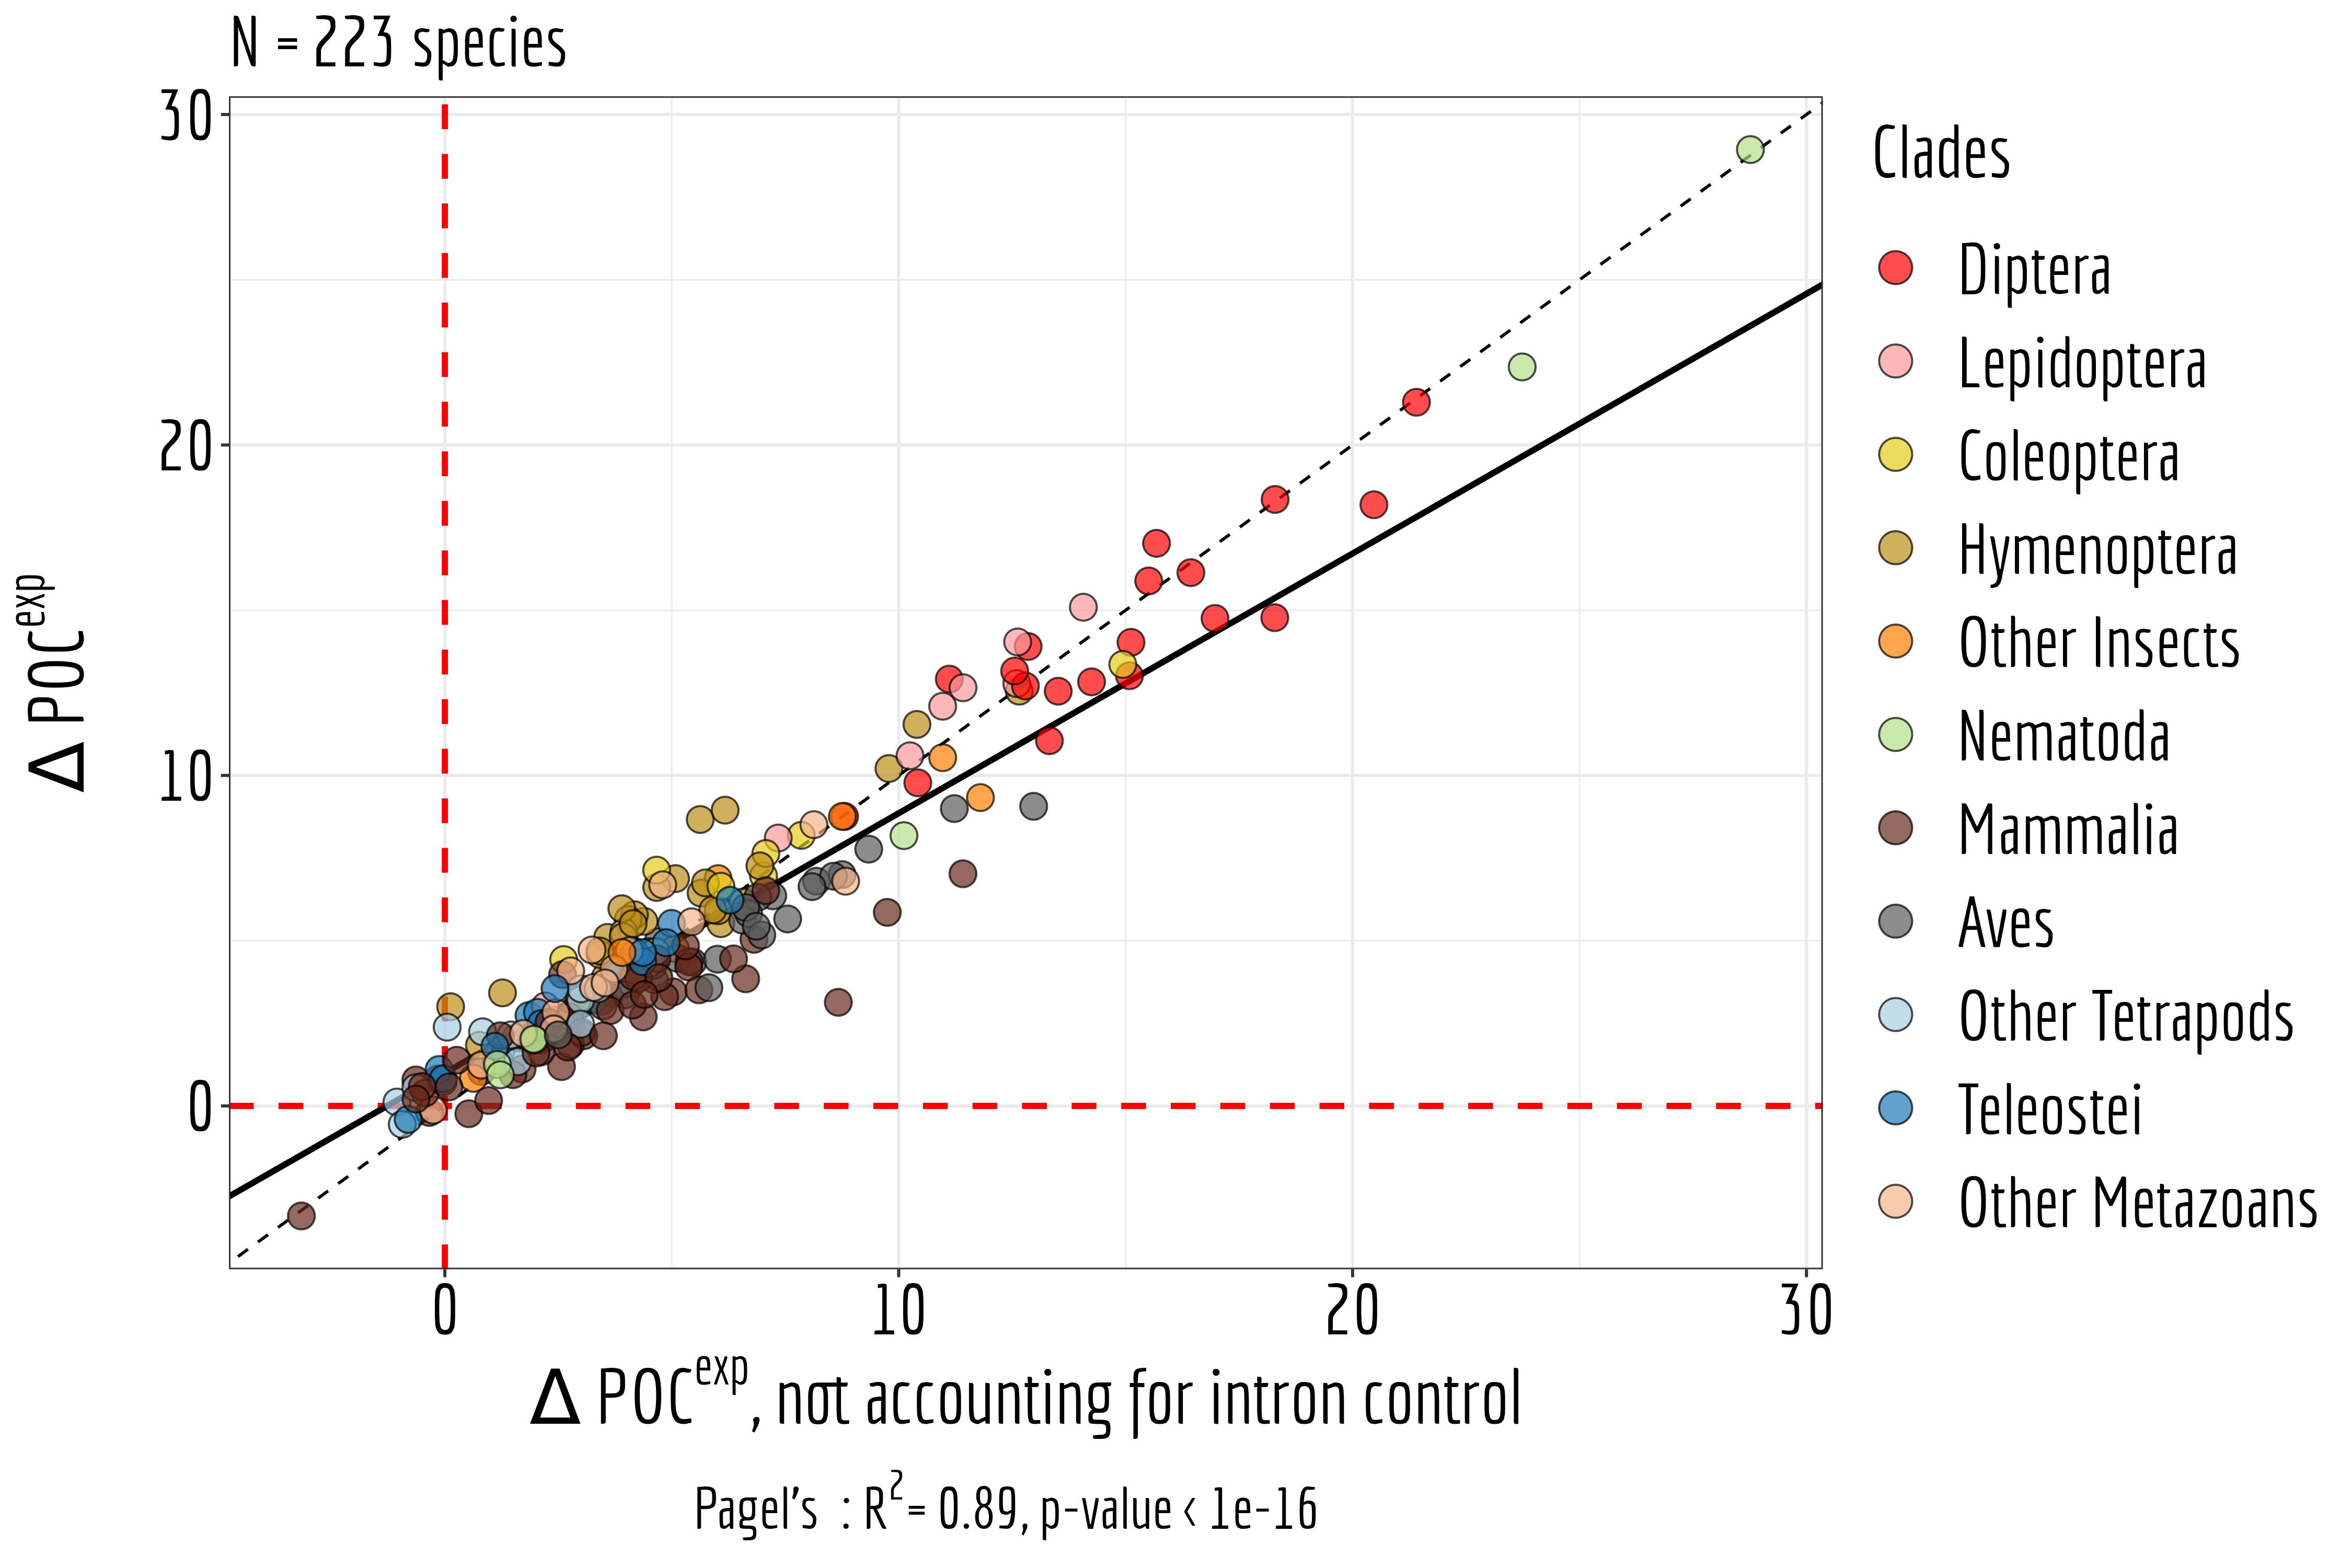 N = 223 species
30
20
10
0
Δ POC^exp
0 10 20 30
Δ POC^exp, not accounting for intron control
Pagel's : R²= 0.89, p-value < 1e-16
Clades
Diptera
Lepidoptera
Coleoptera
Hymenoptera
Other Insects
Nematoda
Mammalia
Aves
Other Tetrapods
Teleostei
Other Metazoans